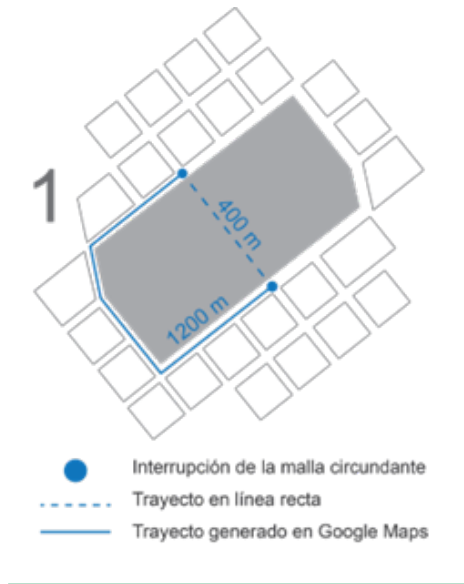 1
400 m
1200 m
Interrupción de la malla circundante
Trayecto en línea recta
Trayecto generado en Google Maps